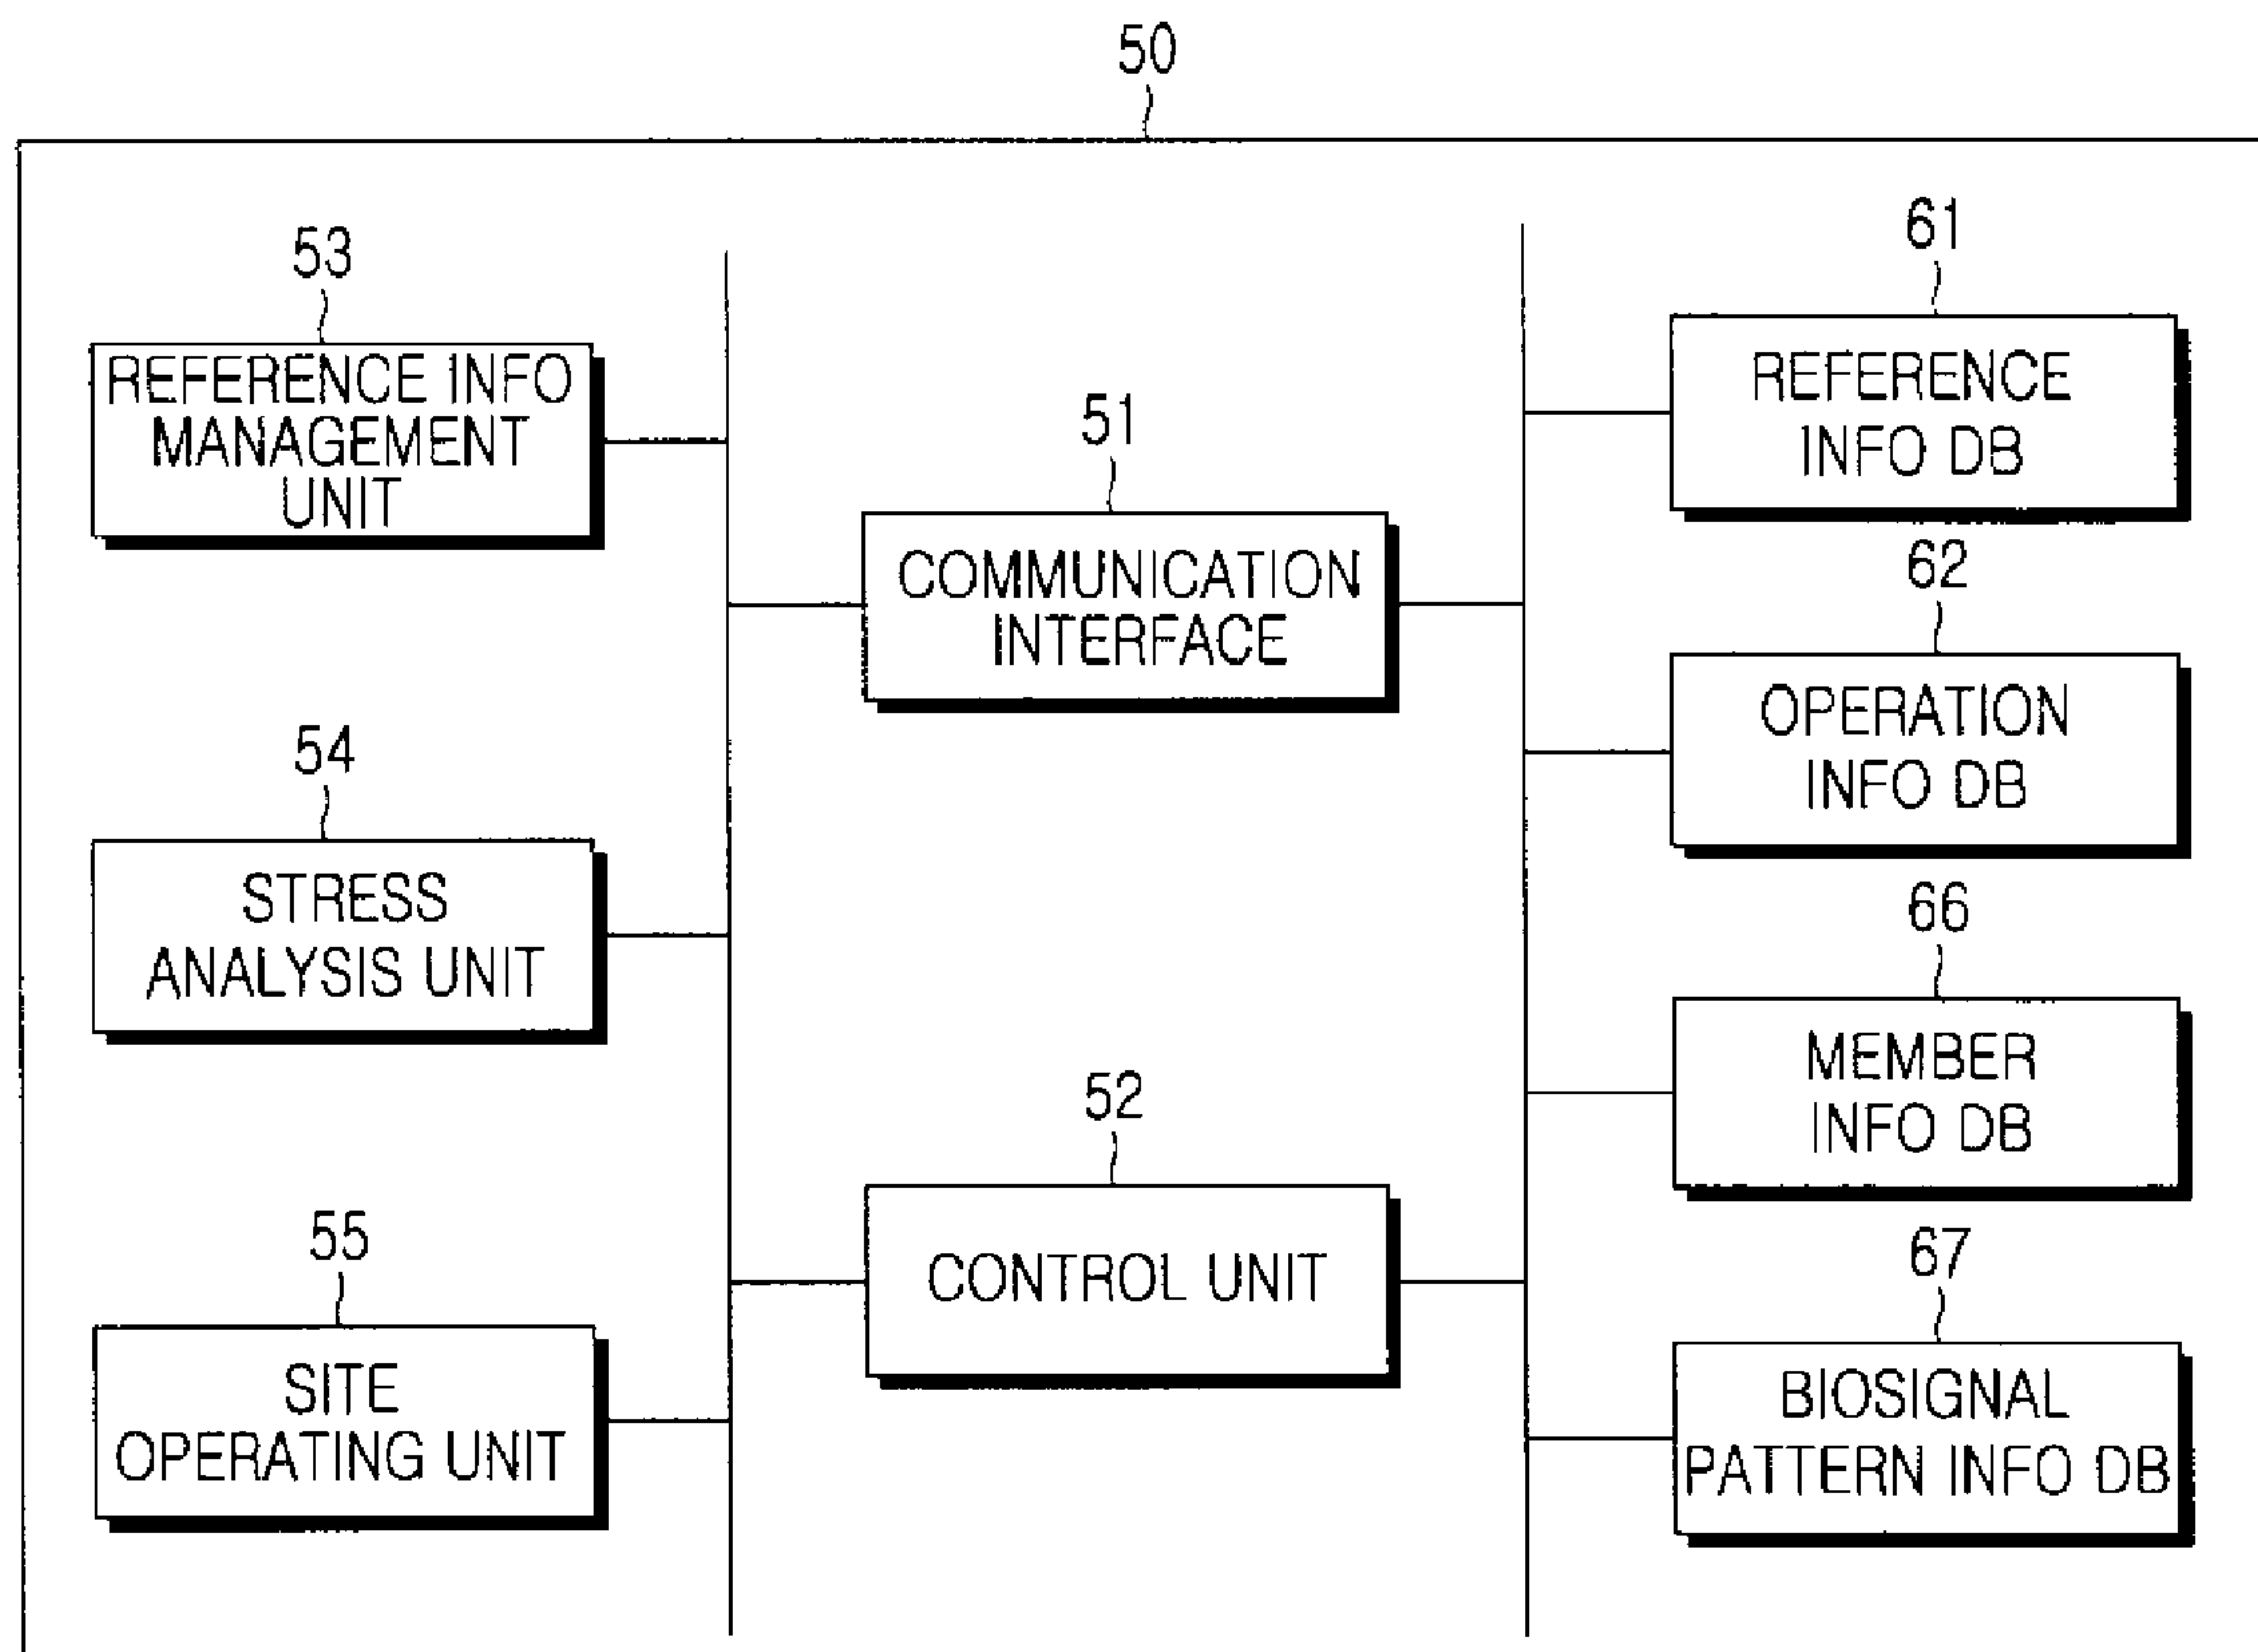 50
53
REFERENCE INFO
MANAGEMENT
UNIT
54
STRESS
ANALYSIS UNIT
55
SITE
OPERATING UNIT
51
COMMUNICATION
INTERFACE
52
CONTROL UNIT
61
REFERENCE
INFO DB
62
OPERATION
INFO DB
66
MEMBER
INFO DB
67
BIOSIGNAL
PATTERN INFO DB